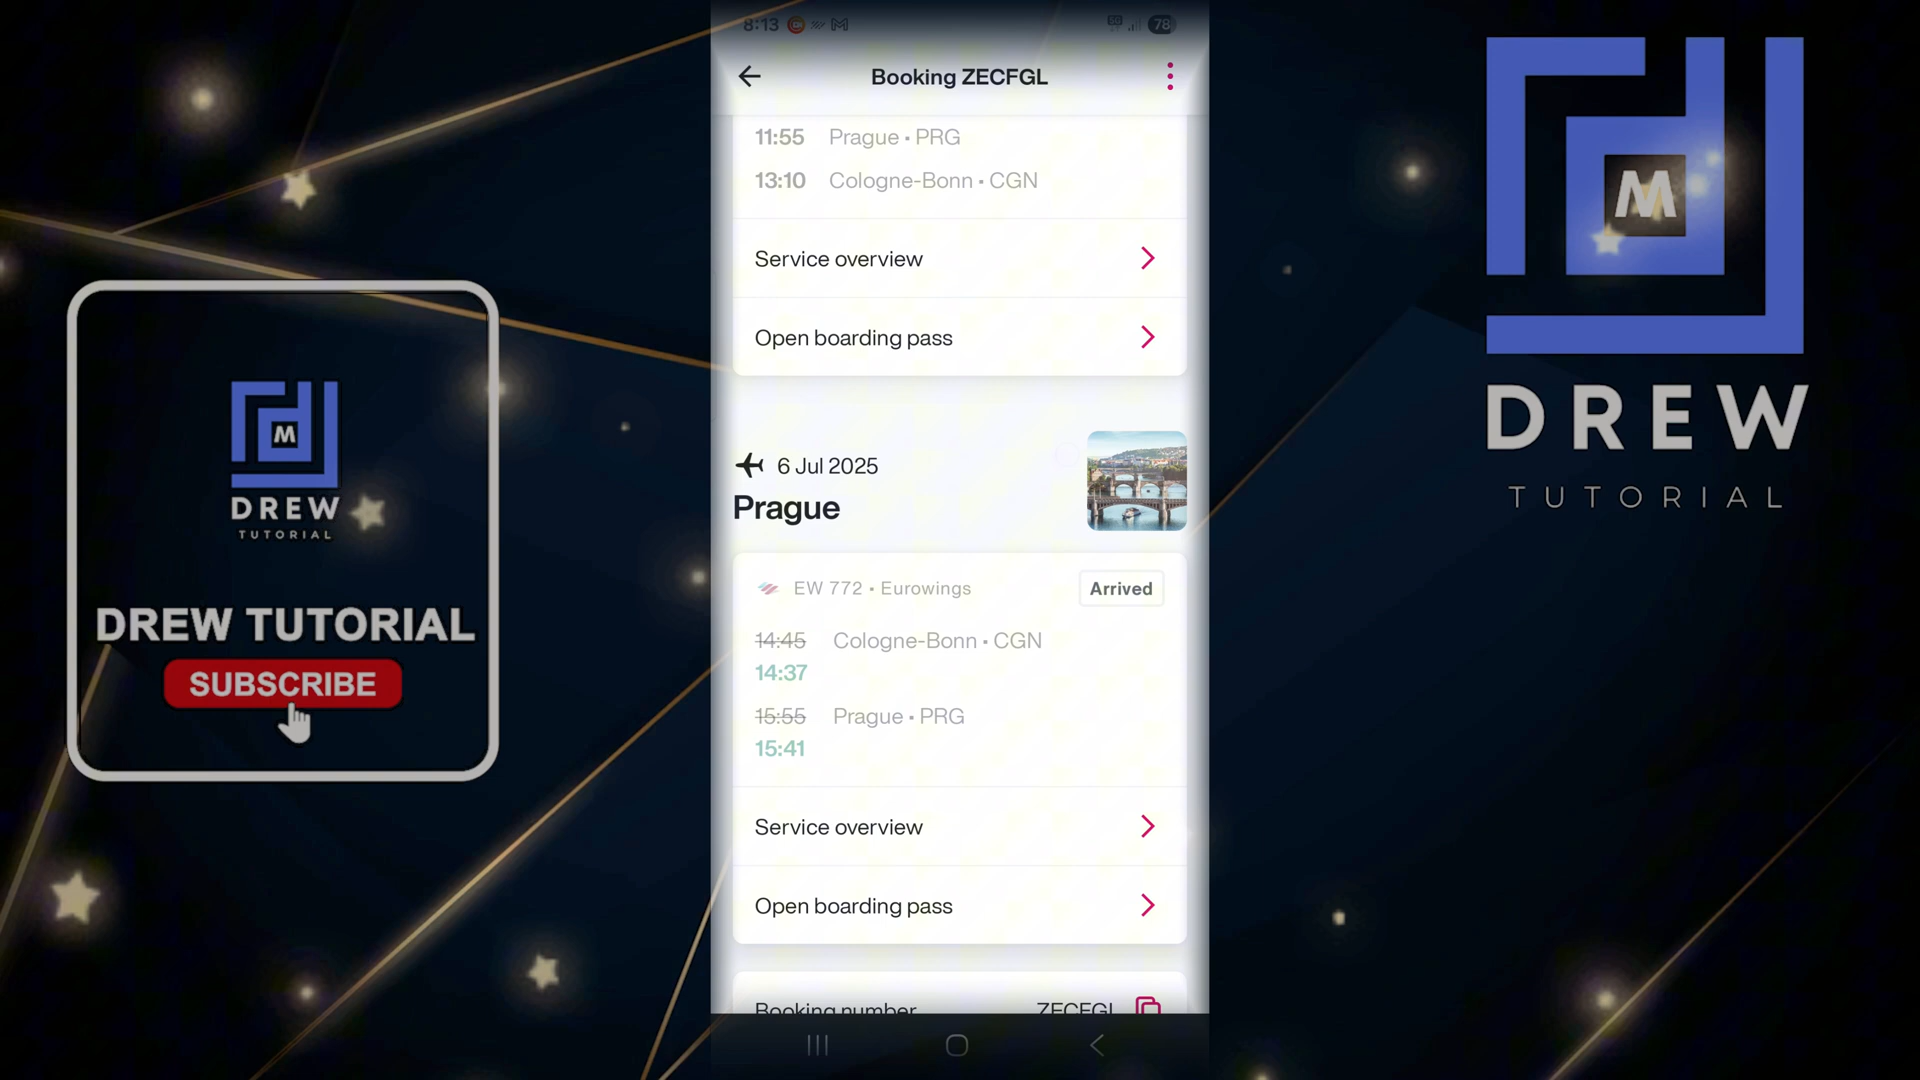 8:13
5G
78
Booking ZECFGL
11:55 Prague • PRG
13:10 Cologne-Bonn • CGN
Service overview
Open boarding pass
6 Jul 2025
Prague
EW 772 • Eurowings
Arrived
14:45 Cologne-Bonn • CGN
14:37
15:55 Prague • PRG
15:41
Service overview
Open boarding pass
Booking number ZECFGL
M
DREW
TUTORIAL
DREW TUTORIAL
SUBSCRIBE
M
DREW
TUTORIAL